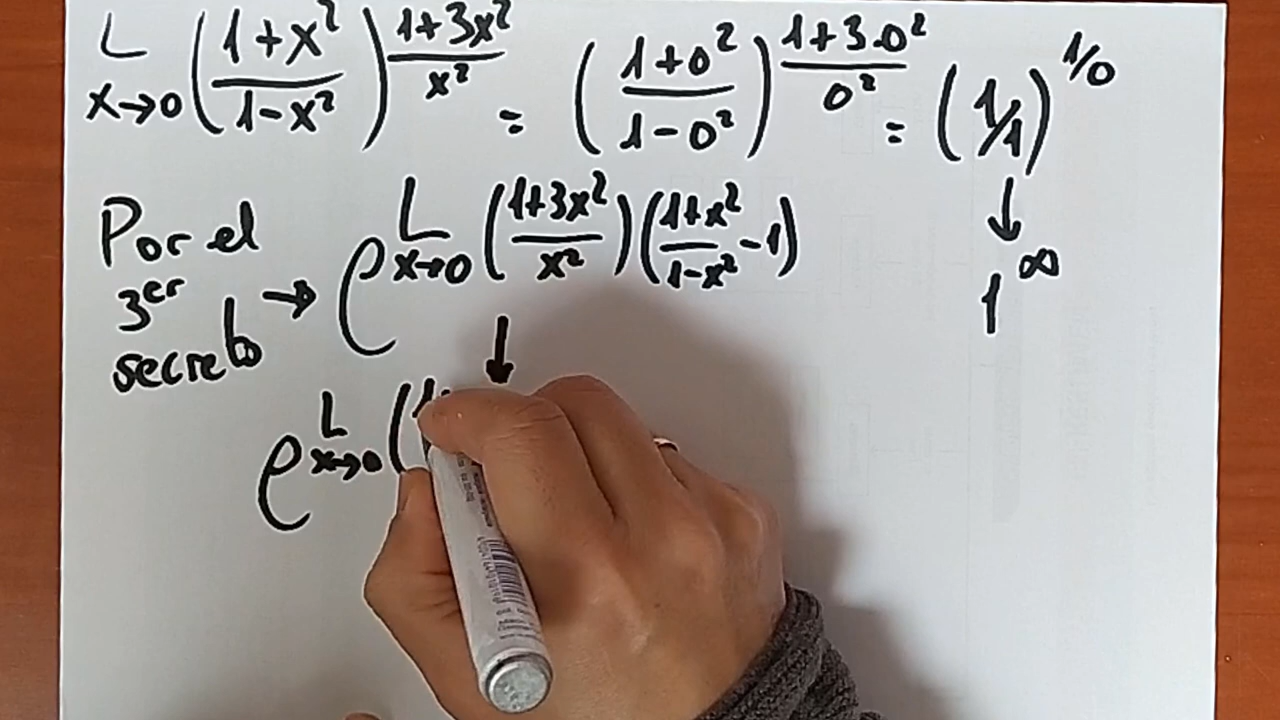 L x→0 ((1+x²)/(1-x²))^((1+3x²)/x²) = ((1+0²)/(1-0²))^((1+3·0²)/0²) = (1/1)^(1/0)
↓
1^∞
Por el
3er
secreto → e^(L x→0 ((1+3x²)/x²)((1+x²)/(1-x²) -1))
↓
e^(L x→0 (1